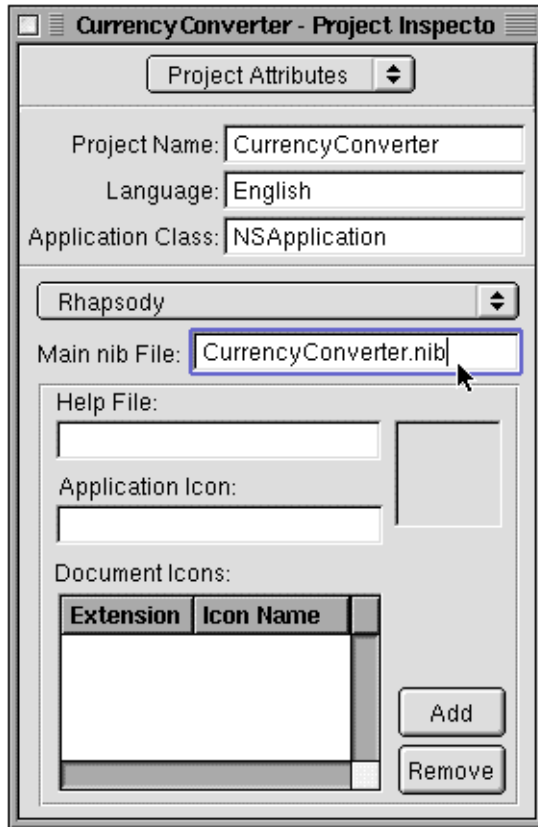 CurrencyConverter - Project Inspecto
Project Attributes
Project Name: CurrencyConverter
Language: English
Application Class: NSApplication
Rhapsody
Main nib File: CurrencyConverter.nib
Help File:
Application Icon:
Document Icons:
Extension Icon Name
Add
Remove